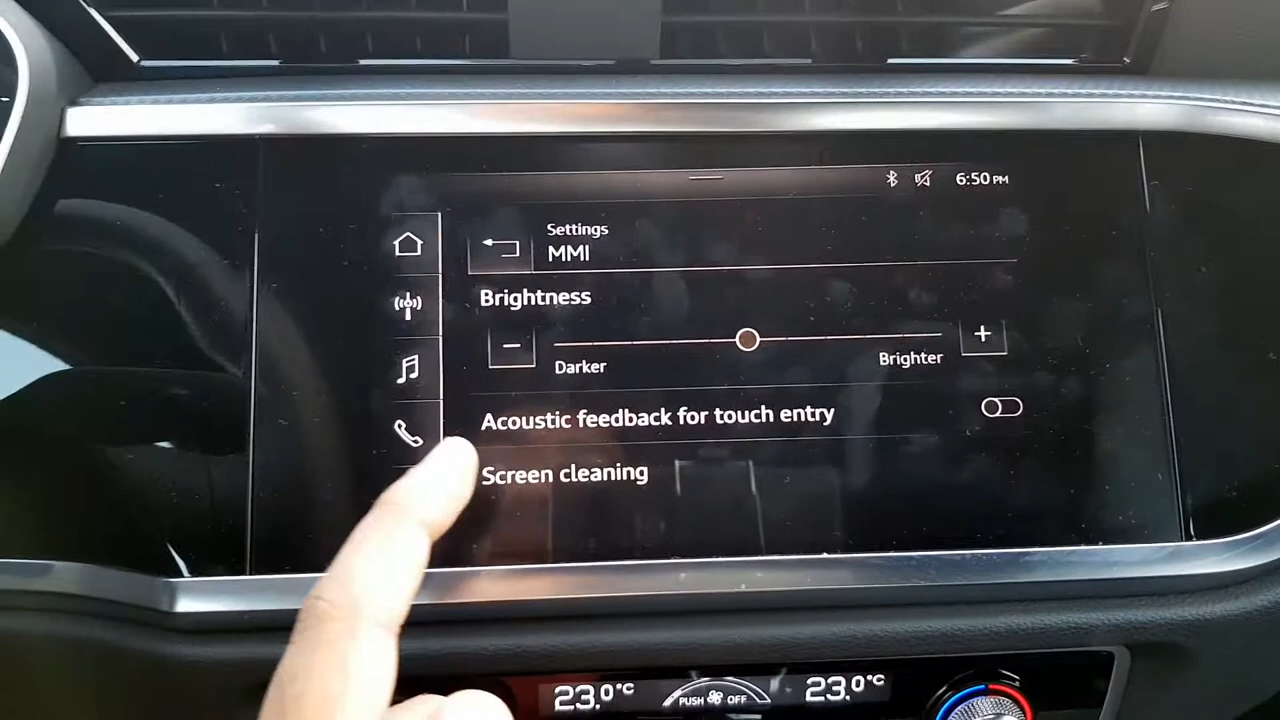 6:50 PM
Settings
MMI
Brightness
Darker
Brighter
Acoustic feedback for touch entry
Screen cleaning
23.0°C
PUSH OFF
23.0°C